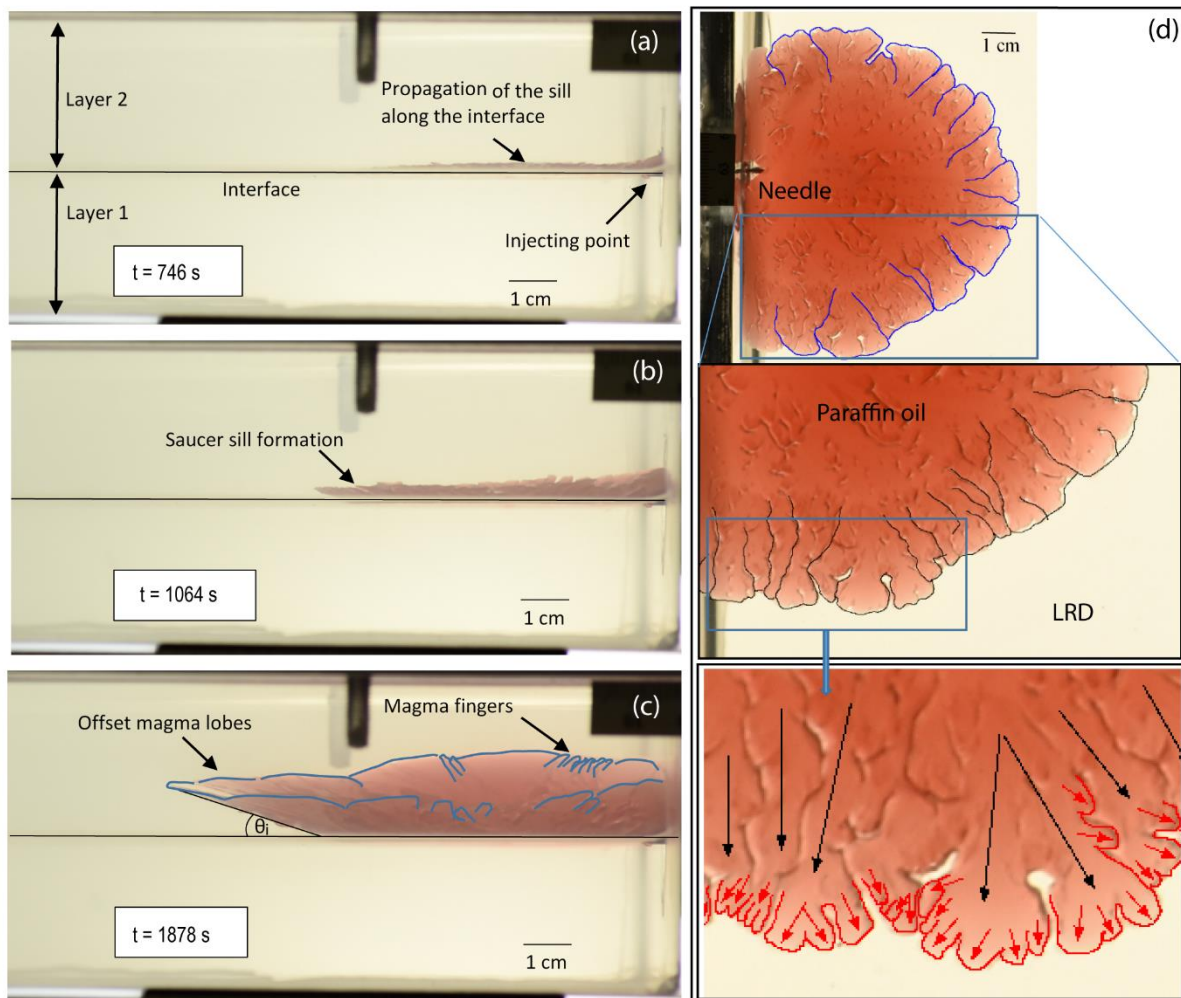 (a)
Layer 2
Propagation of the sill
along the interface
Interface
Layer 1
Injecting point
t = 746 s
1 cm
(b)
Saucer sill formation
t = 1064 s
1 cm
(c)
Offset magma lobes
Magma fingers
θi
t = 1878 s
1 cm
(d)
1 cm
Needle
Paraffin oil
LRD